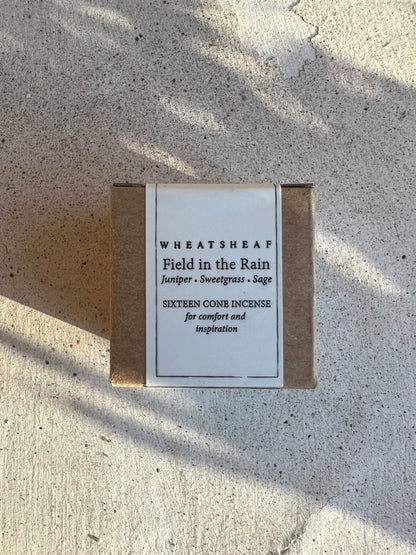 WHEATSHEAF
Field in the Rain
Juniper • Sweetgrass • Sage
SIXTEEN CONE INCENSE
for comfort and
inspiration